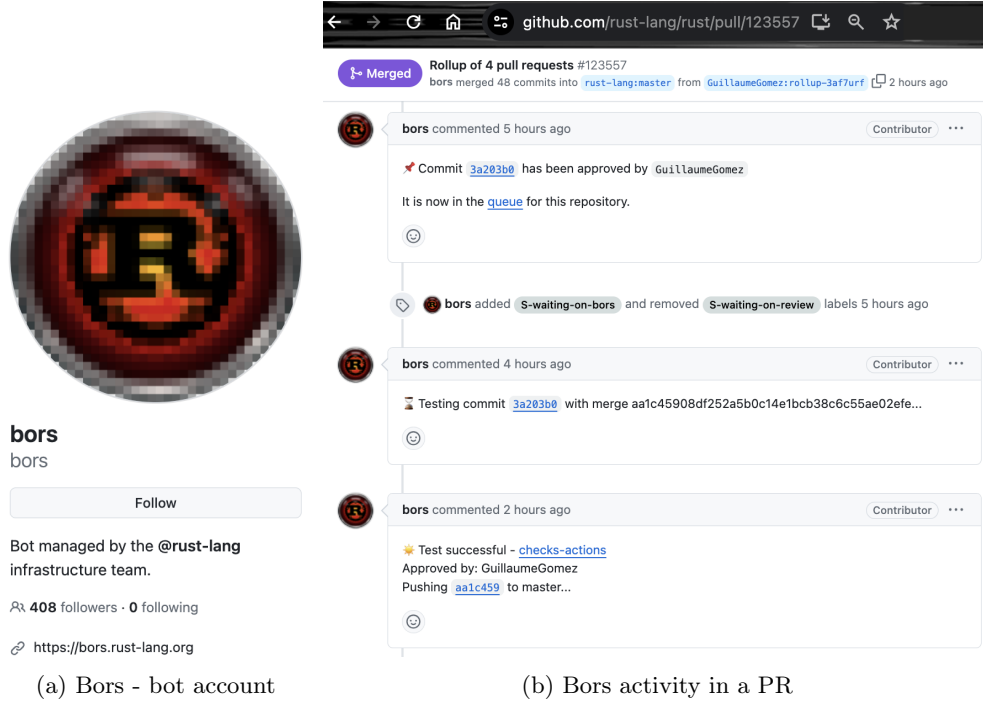 bors
bors
Follow
Bot managed by the @rust-lang
infrastructure team.
408 followers · 0 following
https://bors.rust-lang.org
(a) Bors - bot account
github.com/rust-lang/rust/pull/123557
Merged
Rollup of 4 pull requests #123557
bors merged 48 commits into rust-lang:master from GuillaumeGomez:rollup-3af7urf 2 hours ago
bors commented 5 hours ago Contributor ...
📌 Commit 3a203b0 has been approved by GuillaumeGomez
It is now in the queue for this repository.
bors added S-waiting-on-bors and removed S-waiting-on-review labels 5 hours ago
bors commented 4 hours ago Contributor ...
⌛ Testing commit 3a203b0 with merge aa1c45908df252a5b0c14e1bcb38c6c55ae02efe...
bors commented 2 hours ago Contributor ...
☀️ Test successful - checks-actions
Approved by: GuillaumeGomez
Pushing aa1c459 to master...
(b) Bors activity in a PR